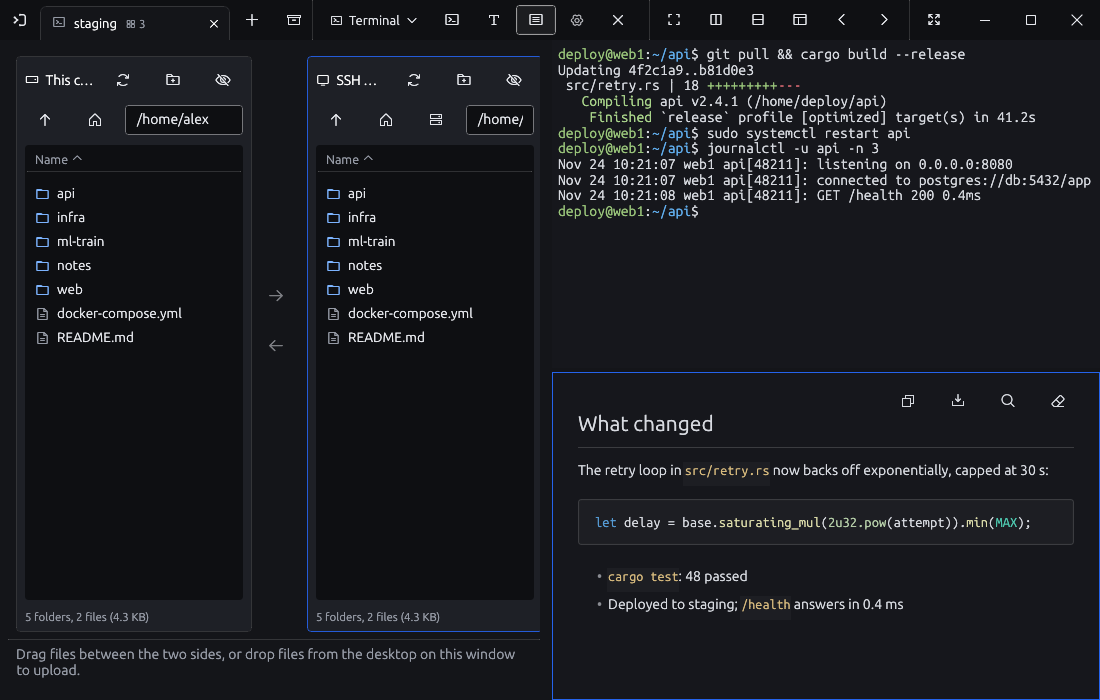 staging 3
Terminal
This c...
/home/alex
Name
api
infra
ml-train
notes
web
docker-compose.yml
README.md
5 folders, 2 files (4.3 KB)
SSH ...
/home/
Name
api
infra
ml-train
notes
web
docker-compose.yml
README.md
5 folders, 2 files (4.3 KB)
Drag files between the two sides, or drop files from the desktop on this window
to upload.
deploy@web1:~/api$ git pull && cargo build --release
Updating 4f2c1a9..b81d0e3
src/retry.rs | 18 +++++++++---
Compiling api v2.4.1 (/home/deploy/api)
Finished `release` profile [optimized] target(s) in 41.2s
deploy@web1:~/api$ sudo systemctl restart api
deploy@web1:~/api$ journalctl -u api -n 3
Nov 24 10:21:07 web1 api[48211]: listening on 0.0.0.0:8080
Nov 24 10:21:07 web1 api[48211]: connected to postgres://db:5432/app
Nov 24 10:21:08 web1 api[48211]: GET /health 200 0.4ms
deploy@web1:~/api$
What changed
The retry loop in src/retry.rs now backs off exponentially, capped at 30 s:
let delay = base.saturating_mul(2u32.pow(attempt)).min(MAX);
• cargo test: 48 passed
• Deployed to staging; /health answers in 0.4 ms